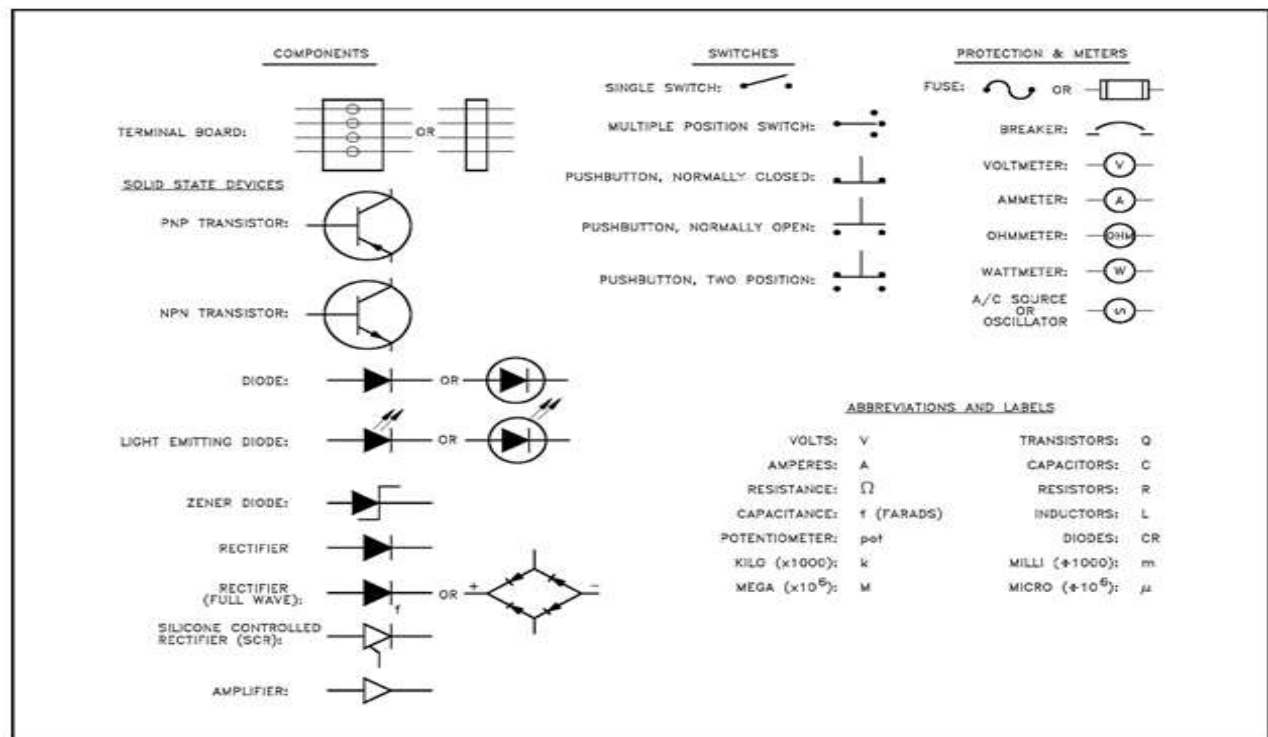 COMPONENTS
TERMINAL BOARD:
OR
SOLID STATE DEVICES
PNP TRANSISTOR:
NPN TRANSISTOR:
DIODE:
OR
LIGHT EMITTING DIODE:
OR
ZENER DIODE:
RECTIFIER
RECTIFIER
(FULL WAVE):
f
OR
+
−
SILICONE CONTROLLED
RECTIFIER (SCR):
AMPLIFIER:
SWITCHES
SINGLE SWITCH:
MULTIPLE POSITION SWITCH:
PUSHBUTTON, NORMALLY CLOSED:
PUSHBUTTON, NORMALLY OPEN:
PUSHBUTTON, TWO POSITION:
PROTECTION & METERS
FUSE:
OR
BREAKER:
VOLTMETER:
V
AMMETER:
A
OHMMETER:
OHM
WATTMETER:
W
A/C SOURCE
OR
OSCILLATOR
ABBREVIATIONS AND LABELS
VOLTS: V
AMPERES: A
RESISTANCE: Ω
CAPACITANCE: f (FARADS)
POTENTIOMETER: pot
KILO (x1000): k
MEGA (x10⁶): M
TRANSISTORS: Q
CAPACITORS: C
RESISTORS: R
INDUCTORS: L
DIODES: CR
MILLI (÷1000): m
MICRO (÷10⁶): μ